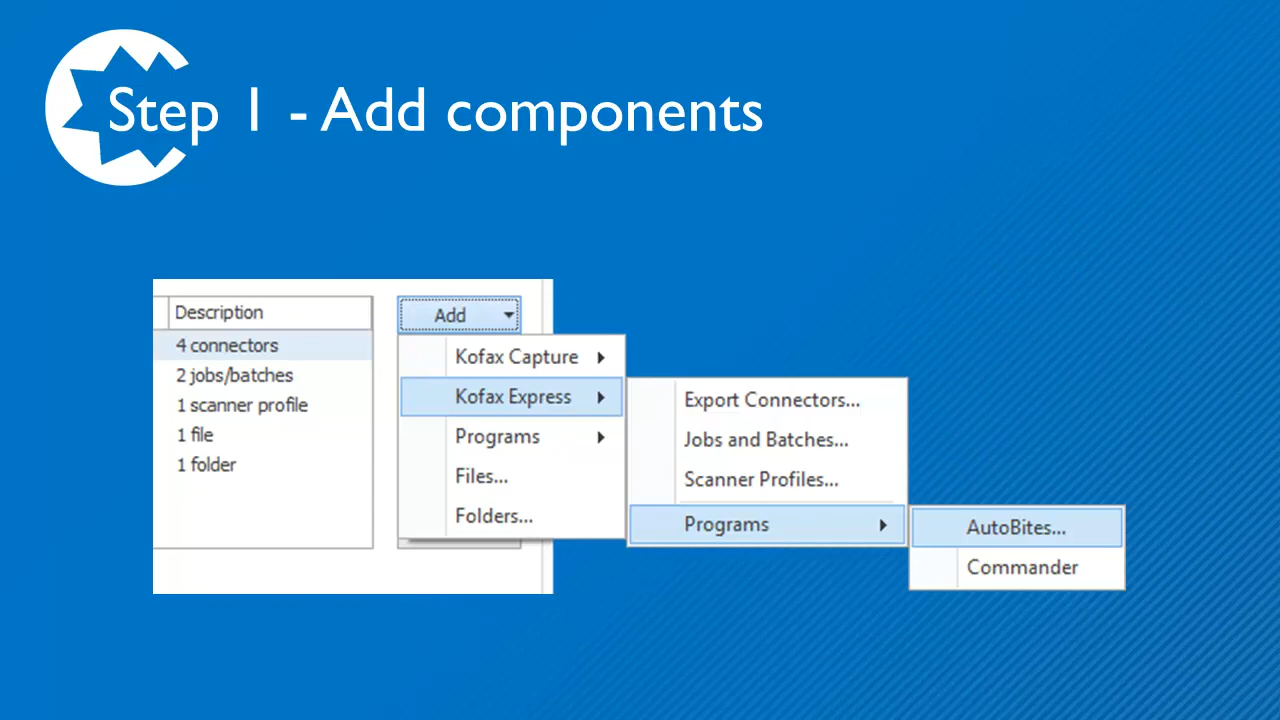 Step 1 - Add components
Description
4 connectors
2 jobs/batches
1 scanner profile
1 file
1 folder
Add
Kofax Capture
Kofax Express
Programs
Files...
Folders...
Export Connectors...
Jobs and Batches...
Scanner Profiles...
Programs
AutoBites...
Commander